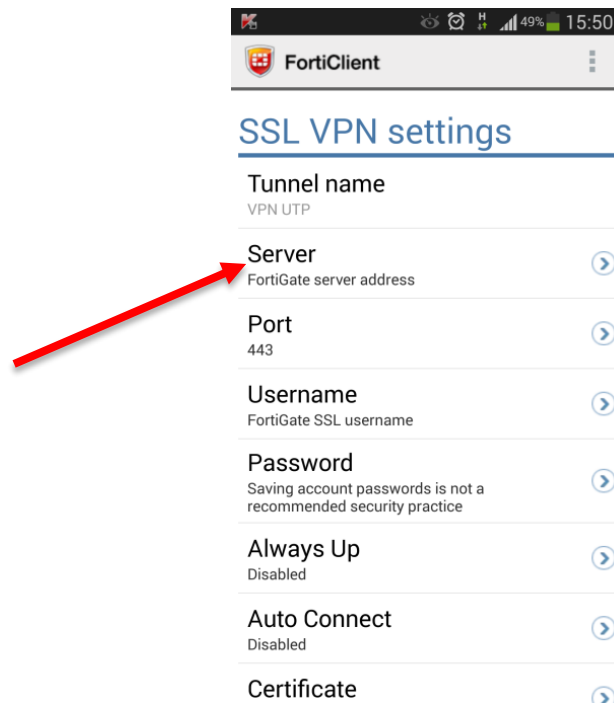 H 49% 15:50
FortiClient
SSL VPN settings
Tunnel name
VPN UTP
Server
FortiGate server address
Port
443
Username
FortiGate SSL username
Password
Saving account passwords is not a
recommended security practice
Always Up
Disabled
Auto Connect
Disabled
Certificate